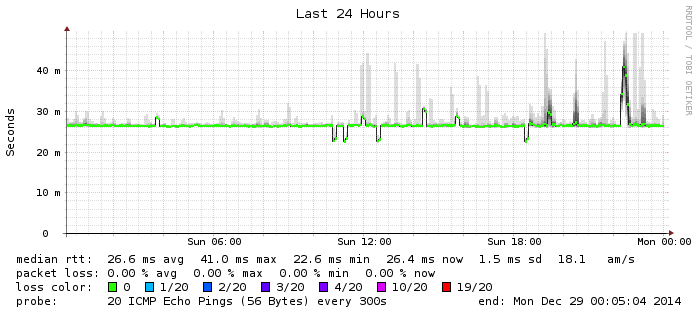 Last 24 Hours
RRDTOOL / TOBI OETIKER
Seconds
40 m
30 m
20 m
10 m
0
Sun 06:00 Sun 12:00 Sun 18:00 Mon 00:00
median rtt: 26.6 ms avg 41.0 ms max 22.6 ms min 26.4 ms now 1.5 ms sd 18.1 am/s
packet loss: 0.00 % avg 0.00 % max 0.00 % min 0.00 % now
loss color: 0 1/20 2/20 3/20 4/20 10/20 19/20
probe: 20 ICMP Echo Pings (56 Bytes) every 300s end: Mon Dec 29 00:05:04 2014